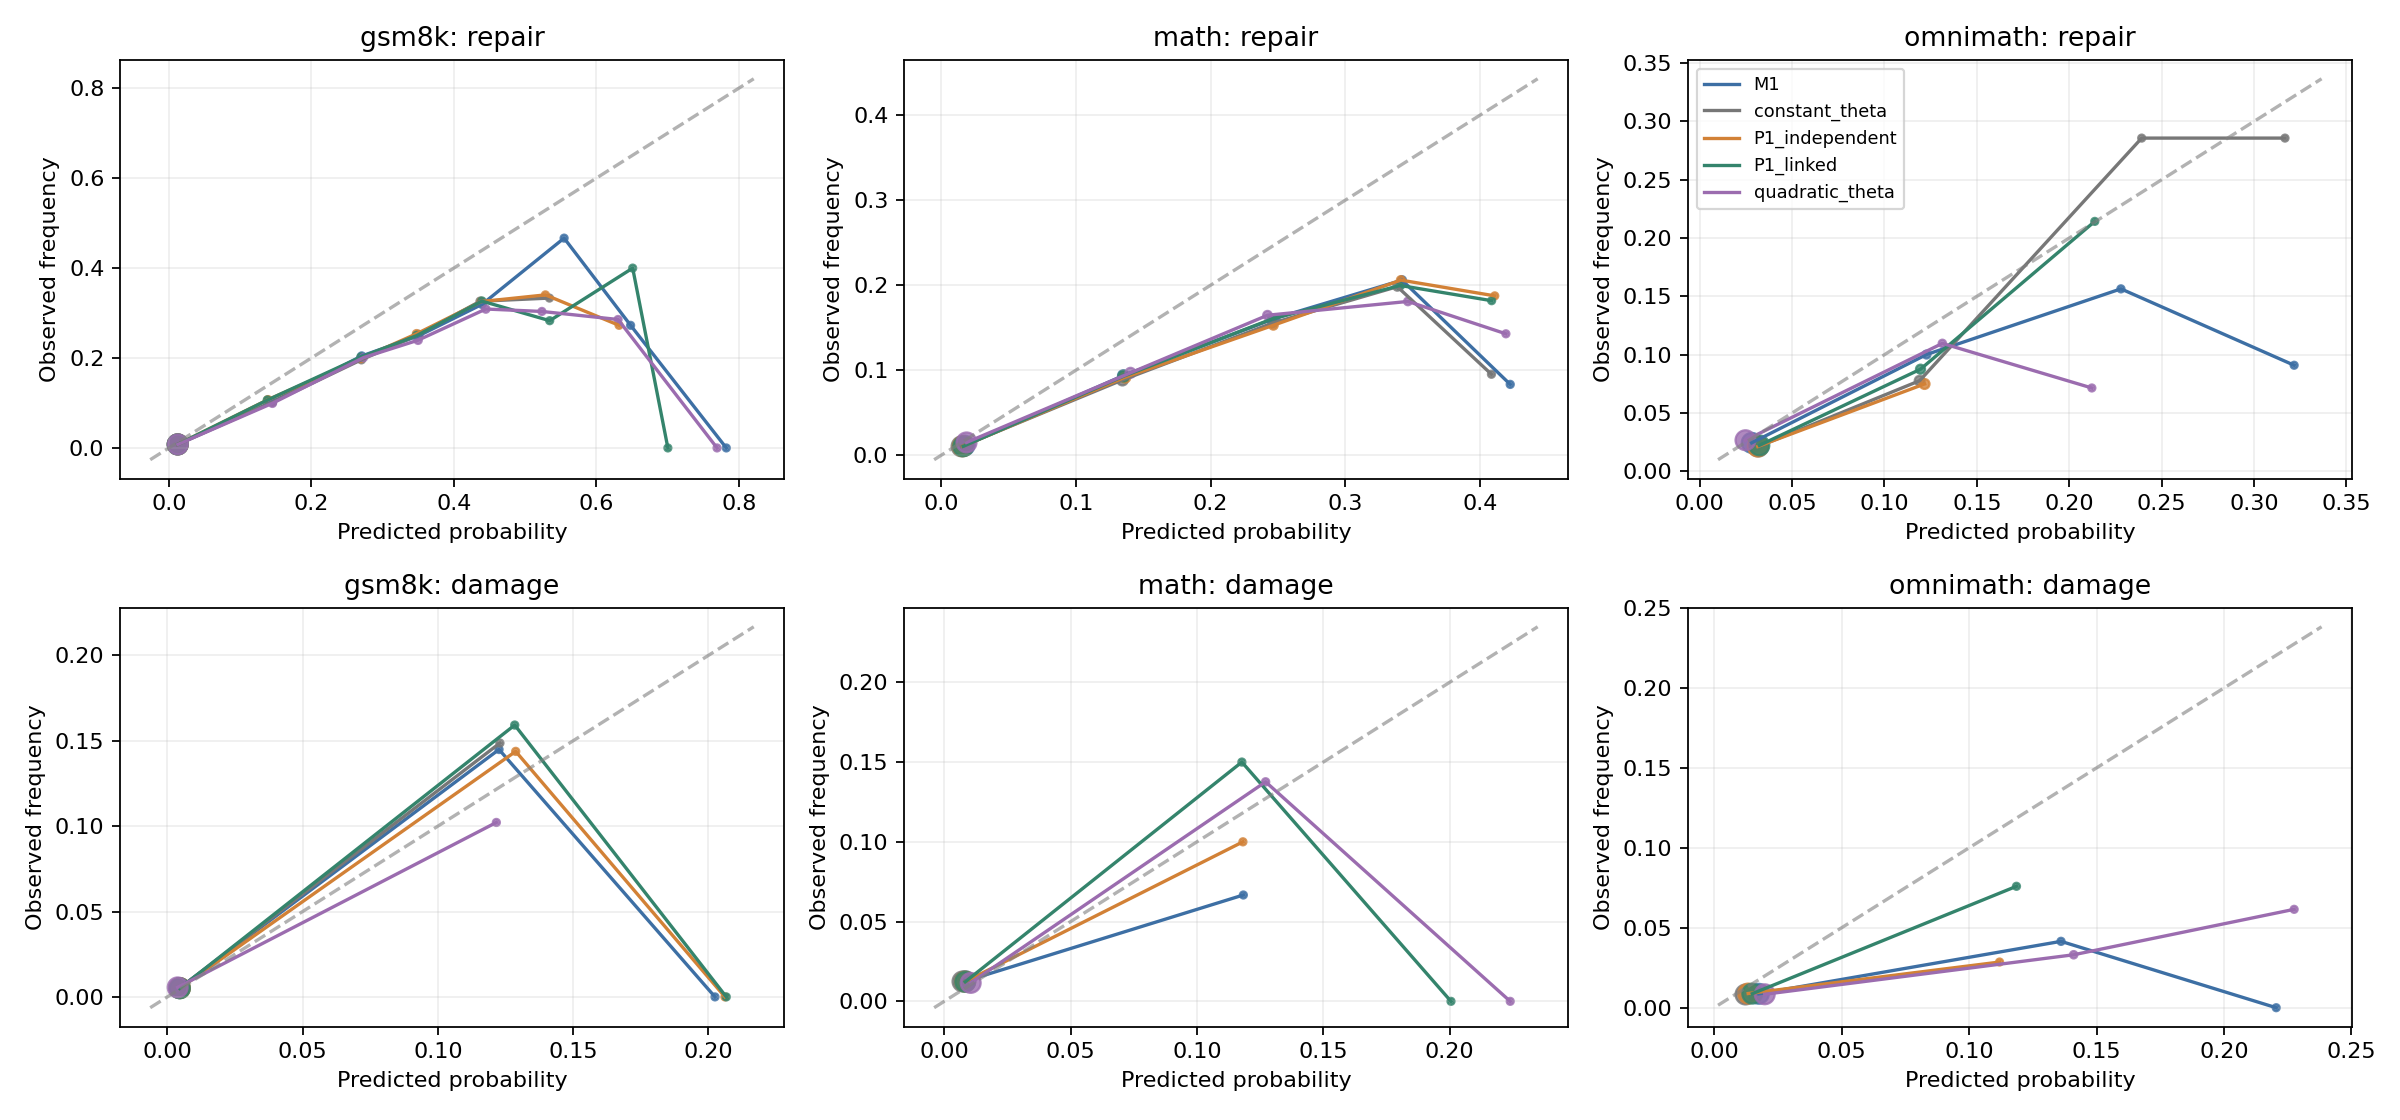 gsm8k: repair
Observed frequency
0.8
0.6
0.4
0.2
0.0
0.0 0.2 0.4 0.6 0.8
Predicted probability
math: repair
Observed frequency
0.4
0.3
0.2
0.1
0.0
0.0 0.1 0.2 0.3 0.4
Predicted probability
omnimath: repair
Observed frequency
0.35
0.30
0.25
0.20
0.15
0.10
0.05
0.00
M1
constant_theta
P1_independent
P1_linked
quadratic_theta
0.00 0.05 0.10 0.15 0.20 0.25 0.30 0.35
Predicted probability
gsm8k: damage
Observed frequency
0.20
0.15
0.10
0.05
0.00
0.00 0.05 0.10 0.15 0.20
Predicted probability
math: damage
Observed frequency
0.20
0.15
0.10
0.05
0.00
0.00 0.05 0.10 0.15 0.20
Predicted probability
omnimath: damage
Observed frequency
0.25
0.20
0.15
0.10
0.05
0.00
0.00 0.05 0.10 0.15 0.20 0.25
Predicted probability